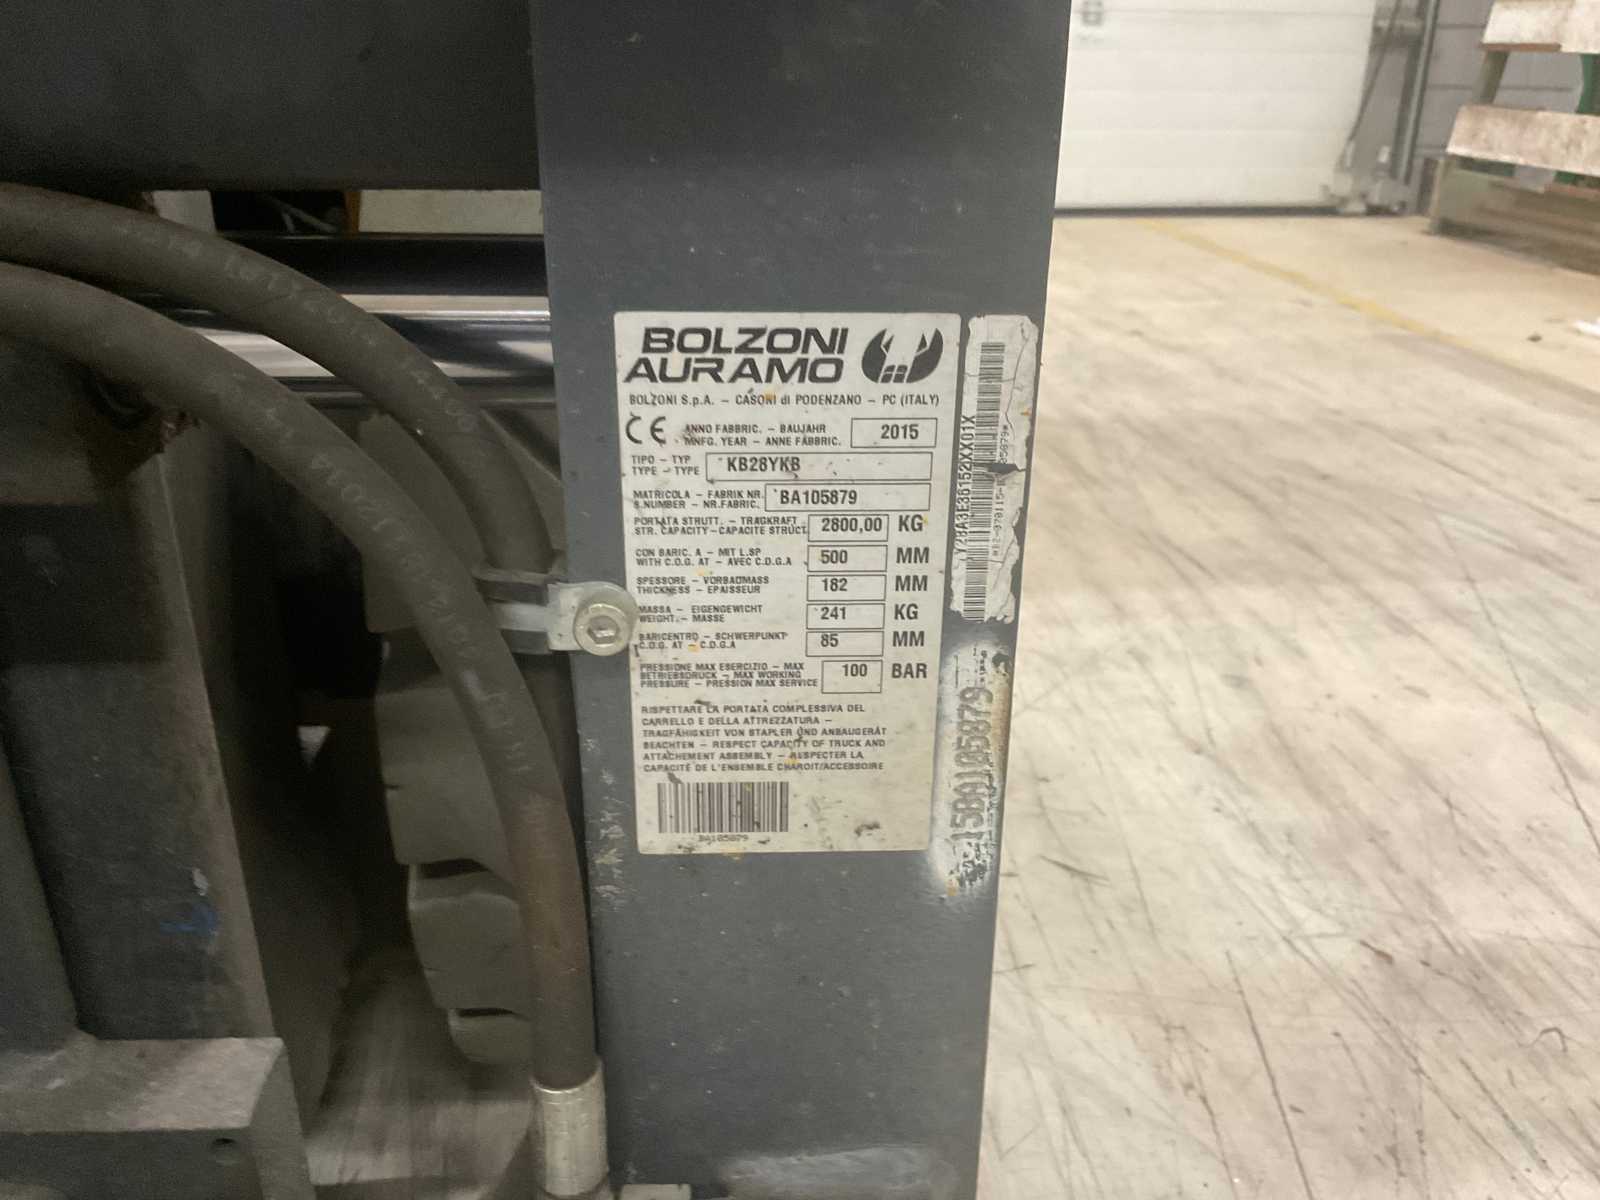 BOLZONI
AURAMO
BOLZONI S.p.A. – CASONI di PODENZANO – PC (ITALY)
CE
ANNO FABBRIC. – BAUJAHR
MNFG. YEAR – ANNE FABBRIC.
2015
TIPO – TYP
TYPE – TYPE
KB28YKB
MATRICOLA – FABRIK NR.
S.NUMBER – NR.FABRIC.
BA105879
PORTATA STRUTT. – TRAGKRAFT
STR. CAPACITY – CAPACITE STRUCT.
2800,00 KG
CON BARIC. A – MIT L.SP
WITH C.O.G. AT – AVEC C.D.G.A
500 MM
SPESSORE – VORBAUMASS
THICKNESS – EPAISSEUR
182 MM
MASSA – EIGENGEWICHT
WEIGHT. – MASSE
241 KG
BARICENTRO – SCHWERPUNKT
C.O.G. AT – C.D.G.A
85 MM
PRESSIONE MAX ESERCIZIO – MAX
BETRIEBSDRUCK – MAX WORKING
PRESSURE – PRESSION MAX SERVICE
100 BAR
RISPETTARE LA PORTATA COMPLESSIVA DEL
CARRELLO E DELLA ATTREZZATURA –
TRAGFÄHIGKEIT VON STAPLER UND ANBAUGERÄT
BEACHTEN – RESPECT CAPACITY OF TRUCK AND
ATTACHEMENT ASSEMBLY – RESPECTER LA
CAPACITÉ DE L'ENSEMBLE CHAROIT/ACCESSOIRE
BA105879
Y28A3E36152XX01X
15BA105879